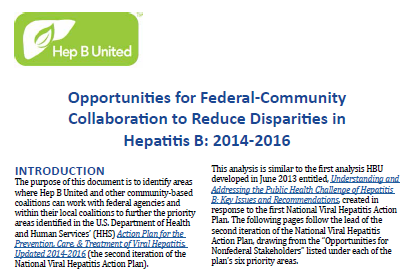 Hep B United™
Opportunities for Federal-Community
Collaboration to Reduce Disparities in
Hepatitis B: 2014-2016
INTRODUCTION
The purpose of this document is to identify areas
where Hep B United and other community-based
coalitions can work with federal agencies and
within their local coalitions to further the priority
areas identified in the U.S. Department of Health
and Human Services' (HHS) Action Plan for the
Prevention, Care, & Treatment of Viral Hepatitis,
Updated 2014-2016 (the second iteration of the
National Viral Hepatitis Action Plan).
This analysis is similar to the first analysis HBU
developed in June 2013 entitled, Understanding and
Addressing the Public Health Challenge of Hepatitis
B: Key Issues and Recommendations, created in
response to the first National Viral Hepatitis Action
Plan. The following pages follow the lead of the
second iteration of the National Viral Hepatitis
Action Plan, drawing from the "Opportunities for
Nonfederal Stakeholders" listed under each of the
plan's six priority areas.